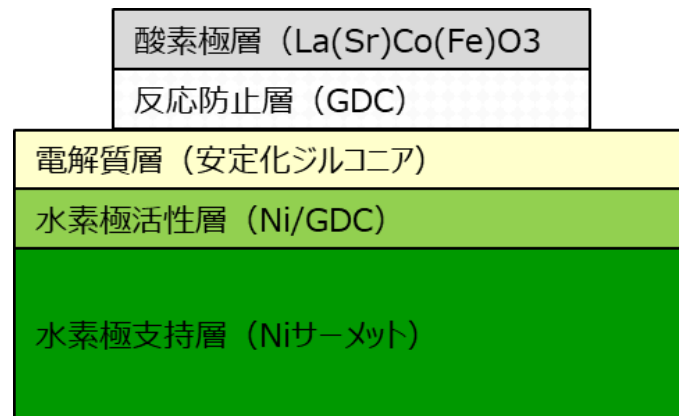 酸素極層（La(Sr)Co(Fe)O3
反応防止層（GDC）
電解質層（安定化ジルコニア）
水素極活性層（Ni/GDC）
水素極支持層（Niサーメット）